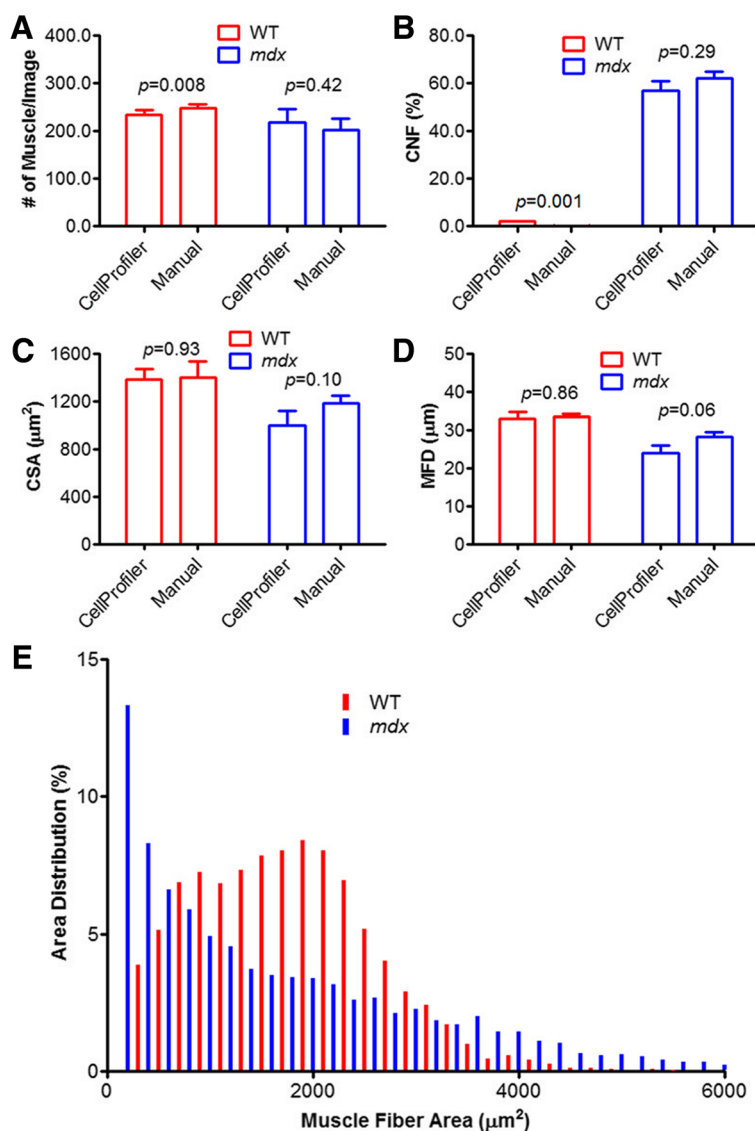 A
WT
mdx
# of Muscle/Image
400.0
300.0
200.0
100.0
0.0
p=0.008
p=0.42
CellProfiler
Manual
CellProfiler
Manual
B
WT
mdx
CNF (%)
80.0
60.0
40.0
20.0
0.0
p=0.29
p=0.001
CellProfiler
Manual
CellProfiler
Manual
C
WT
mdx
CSA (μm²)
1600
1200
800
400
0
p=0.93
p=0.10
CellProfiler
Manual
CellProfiler
Manual
D
WT
mdx
MFD (μm)
50
40
30
20
10
0
p=0.86
p=0.06
CellProfiler
Manual
CellProfiler
Manual
E
WT
mdx
Area Distribution (%)
15
10
5
0
0 2000 4000 6000
Muscle Fiber Area (μm²)